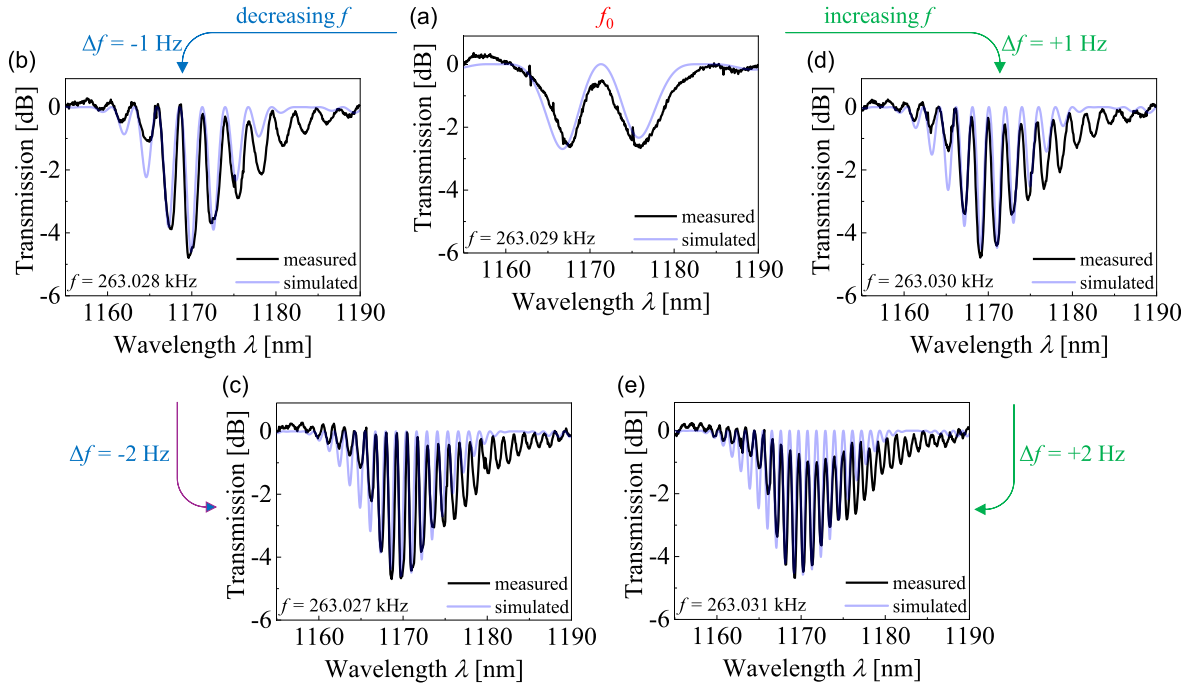 decreasing f
(a)
f0
increasing f
Δf = -1 Hz
Δf = +1 Hz
(b)
0
-2
-4
-6
Transmission [dB]
measured
simulated
f = 263.028 kHz
1160 1170 1180 1190
Wavelength λ [nm]
0
-2
-4
-6
Transmission [dB]
measured
simulated
f = 263.029 kHz
1160 1170 1180 1190
Wavelength λ [nm]
(d)
0
-2
-4
-6
Transmission [dB]
measured
simulated
f = 263.030 kHz
1160 1170 1180 1190
Wavelength λ [nm]
Δf = -2 Hz
(c)
0
-2
-4
-6
Transmission [dB]
measured
simulated
f = 263.027 kHz
1160 1170 1180 1190
Wavelength λ [nm]
(e)
0
-2
-4
-6
Transmission [dB]
measured
simulated
f = 263.031 kHz
1160 1170 1180 1190
Wavelength λ [nm]
Δf = +2 Hz